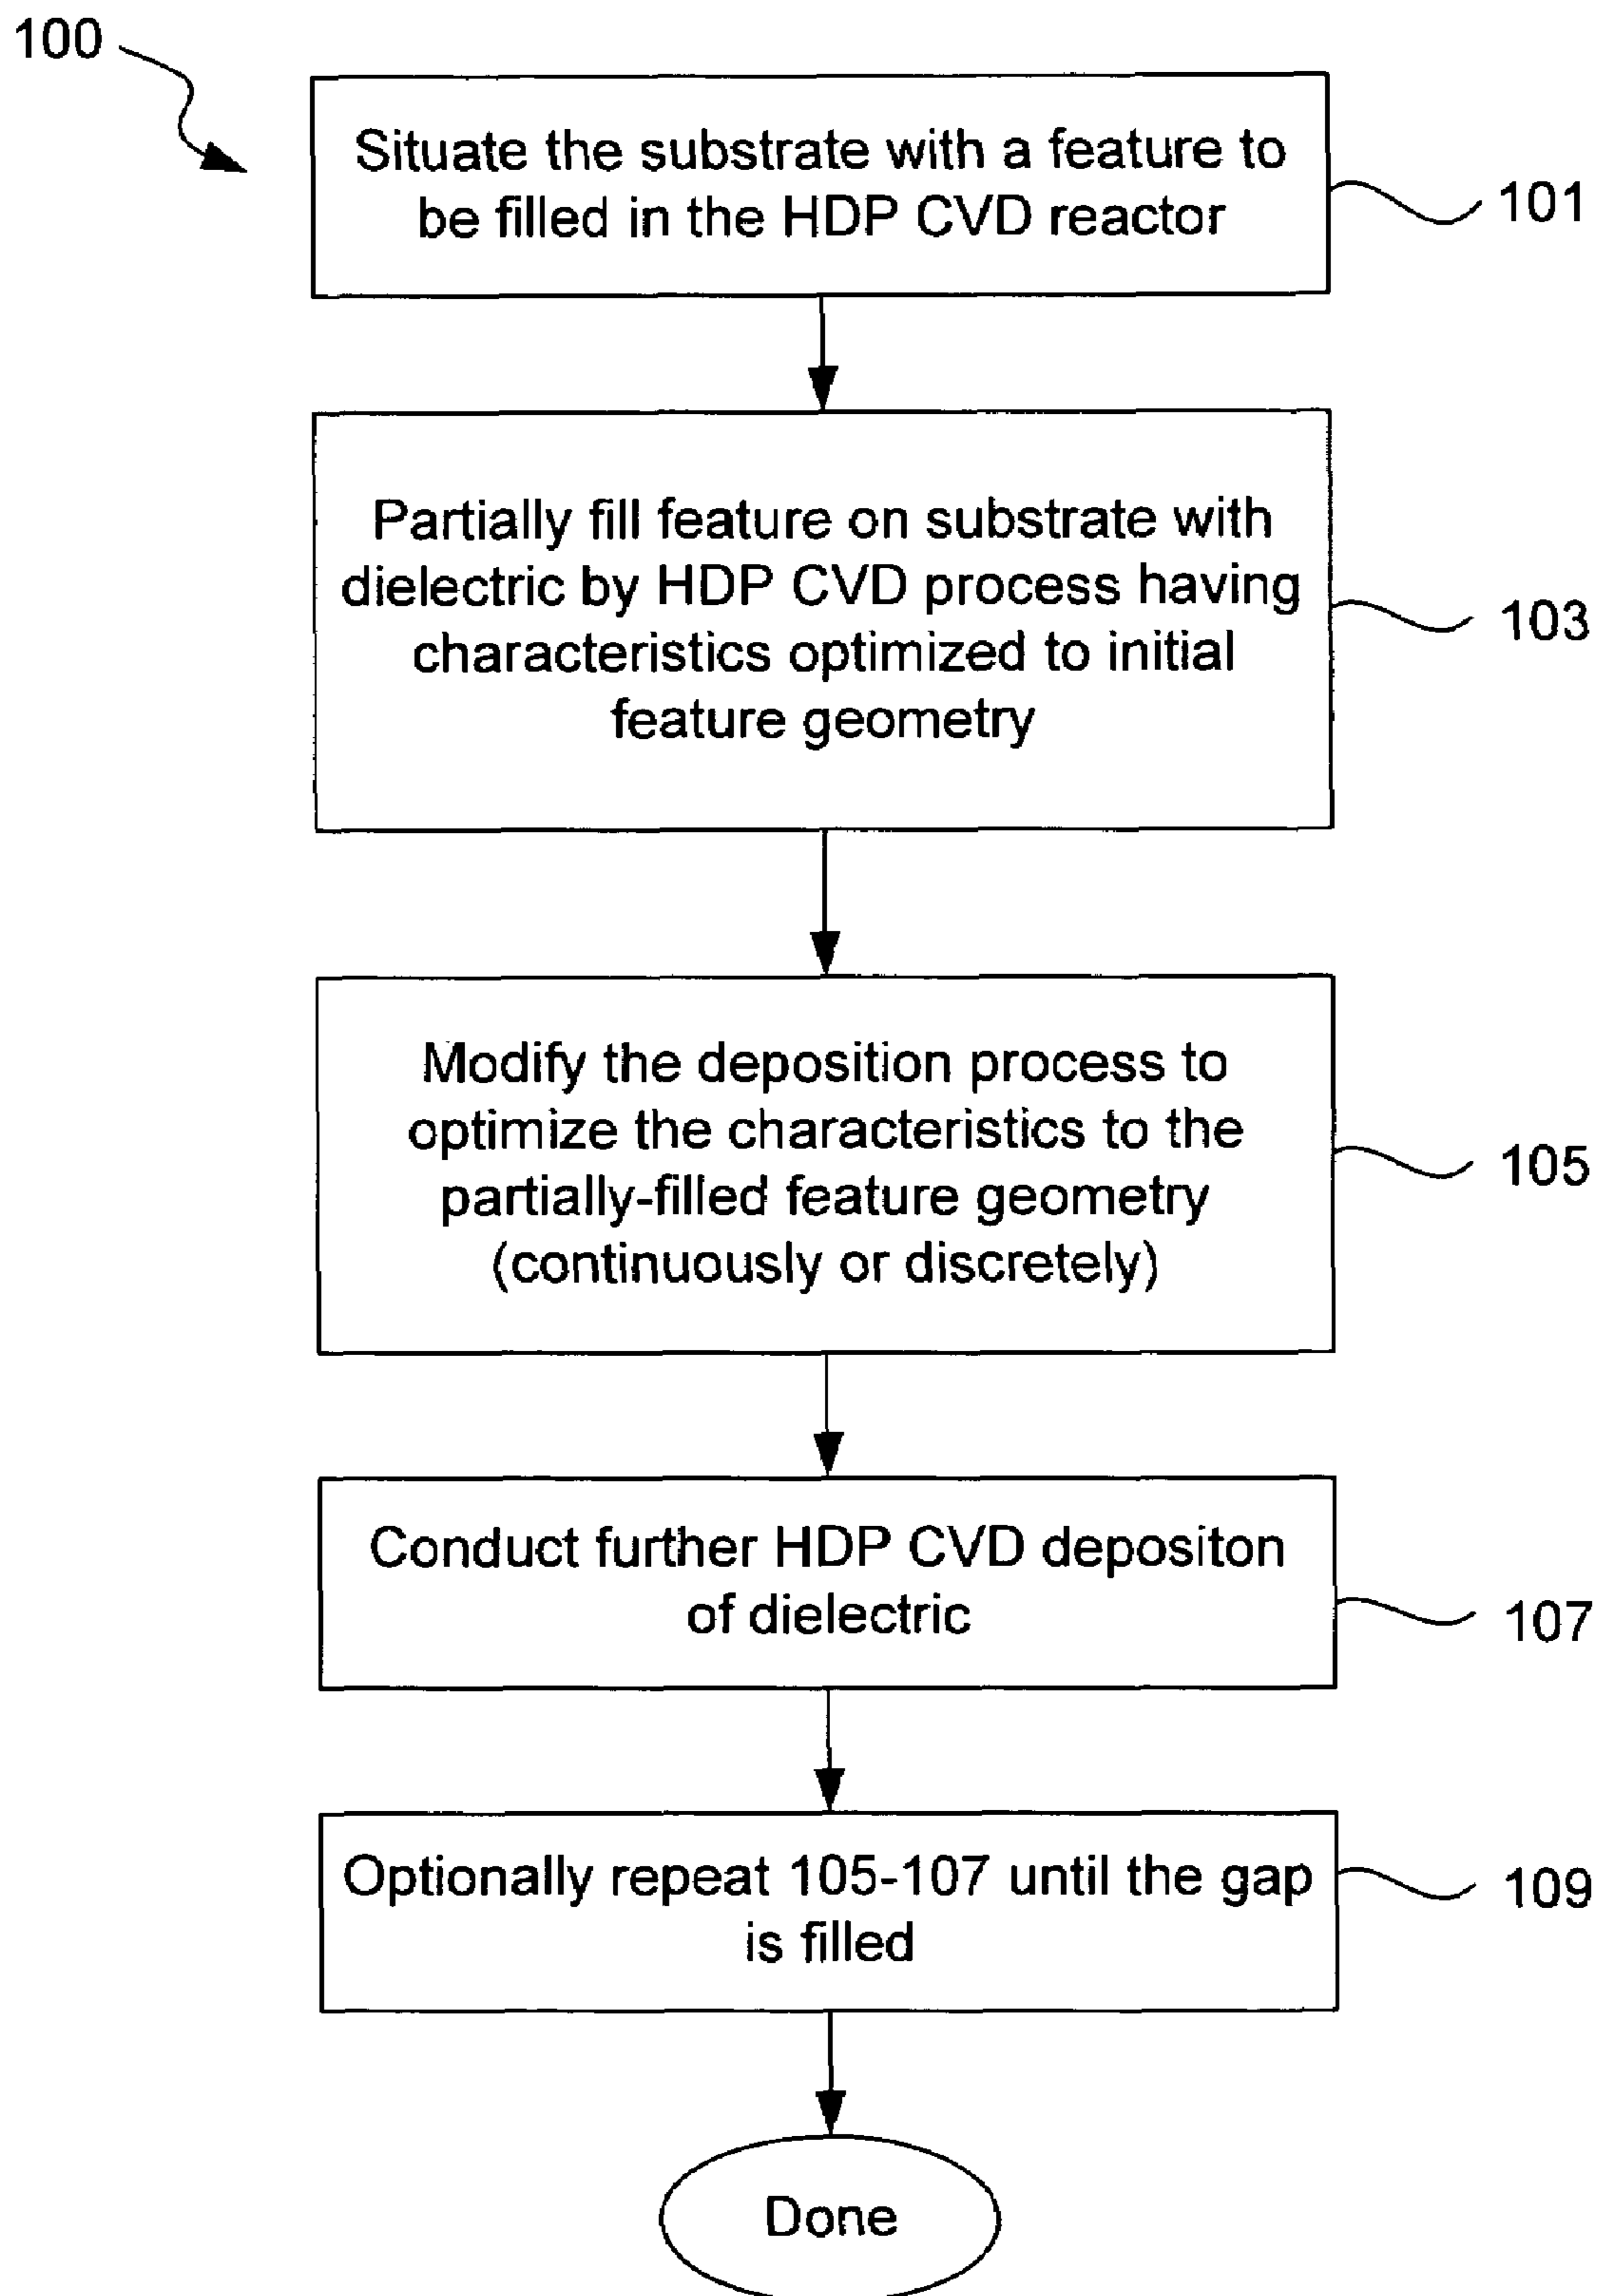 100
Situate the substrate with a feature to
be filled in the HDP CVD reactor
101
Partially fill feature on substrate with
dielectric by HDP CVD process having
characteristics optimized to initial
feature geometry
103
Modify the deposition process to
optimize the characteristics to the
partially-filled feature geometry
(continuously or discretely)
105
Conduct further HDP CVD depositon
of dielectric
107
Optionally repeat 105-107 until the gap
is filled
109
Done